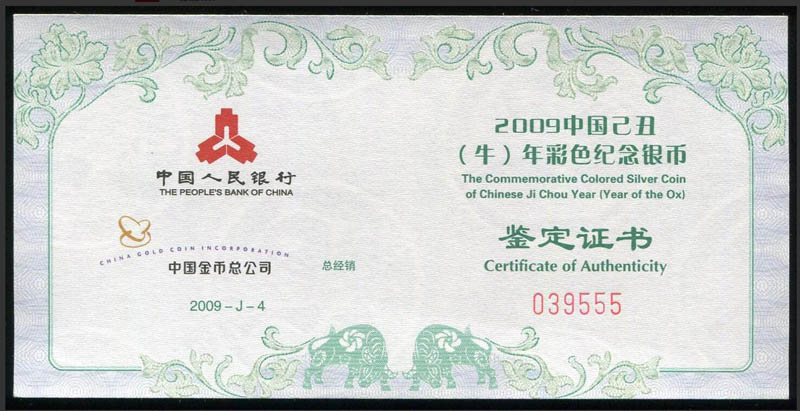 中国人民银行
THE PEOPLE'S BANK OF CHINA
CHINA GOLD COIN INCORPORATION
中国金币总公司 总经销
2009-J-4
2009中国己丑
(牛)年彩色纪念银币
The Commemorative Colored Silver Coin
of Chinese Ji Chou Year (Year of the Ox)
鉴定证书
Certificate of Authenticity
039555